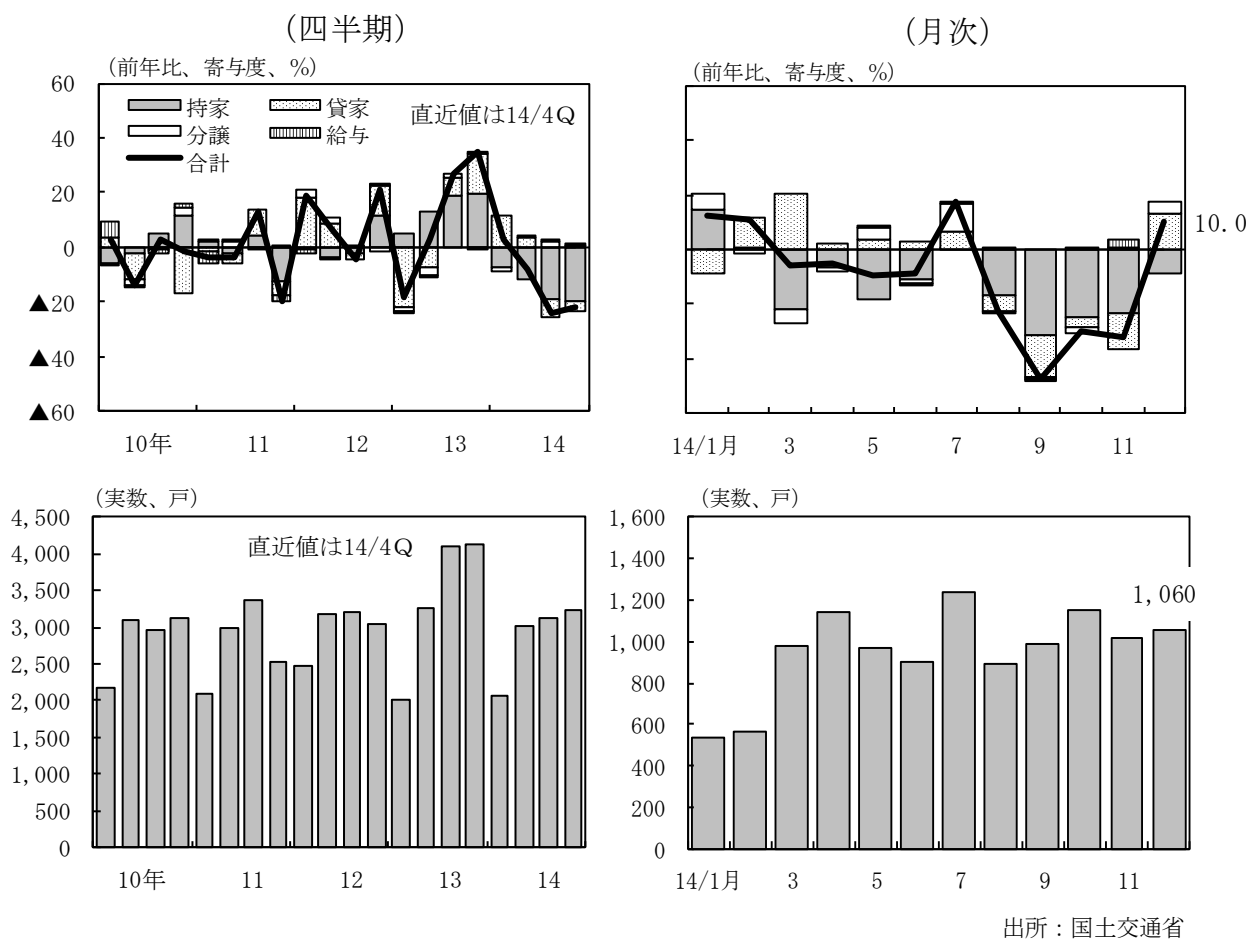 (四半期)
(月次)
(前年比、寄与度、%)
60
40
20
0
▲20
▲40
▲60
持家
貸家
分譲
給与
合計
直近値は14/4Q
10年
11
12
13
14
(前年比、寄与度、%)
10.0
14/1月
3
5
7
9
11
(実数、戸)
4,500
4,000
3,500
3,000
2,500
2,000
1,500
1,000
500
0
直近値は14/4Q
10年
11
12
13
14
(実数、戸)
1,600
1,400
1,200
1,000
800
600
400
200
0
1,060
14/1月
3
5
7
9
11
出所：国土交通省